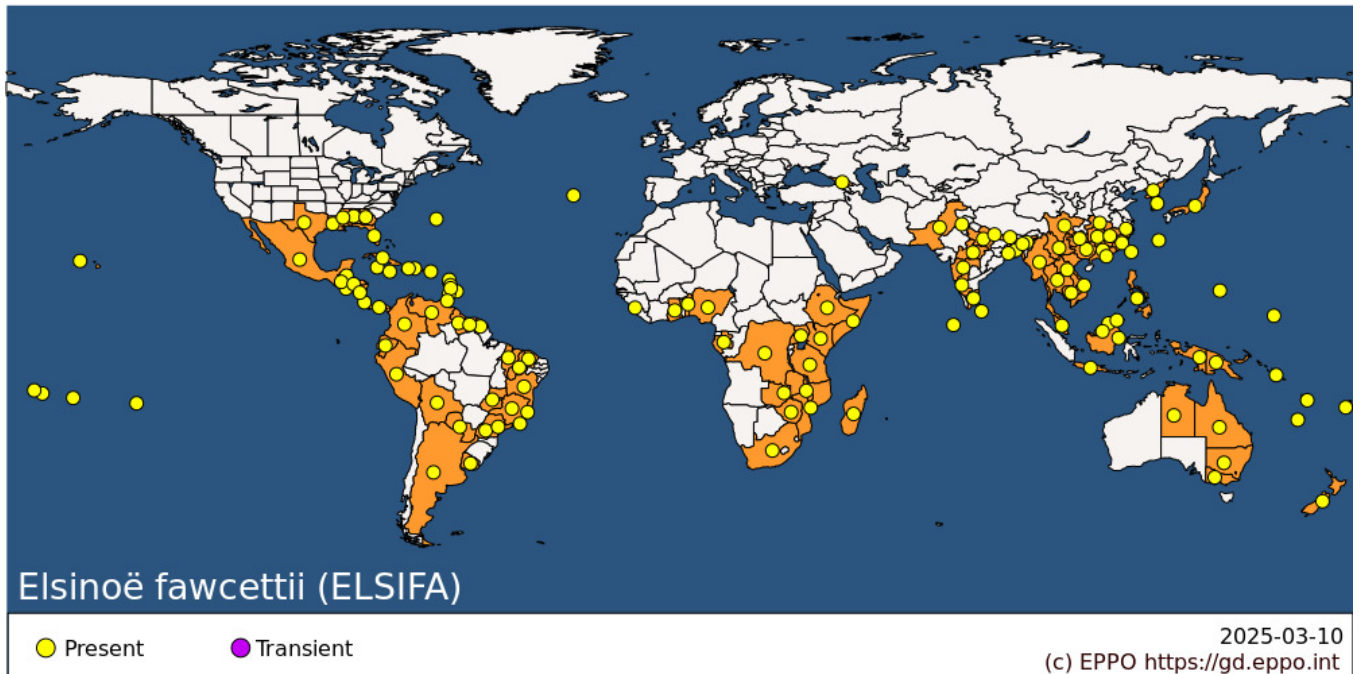 Elsinoë fawcettii (ELSIFA)
Present
Transient
2025-03-10
(c) EPPO https://gd.eppo.int